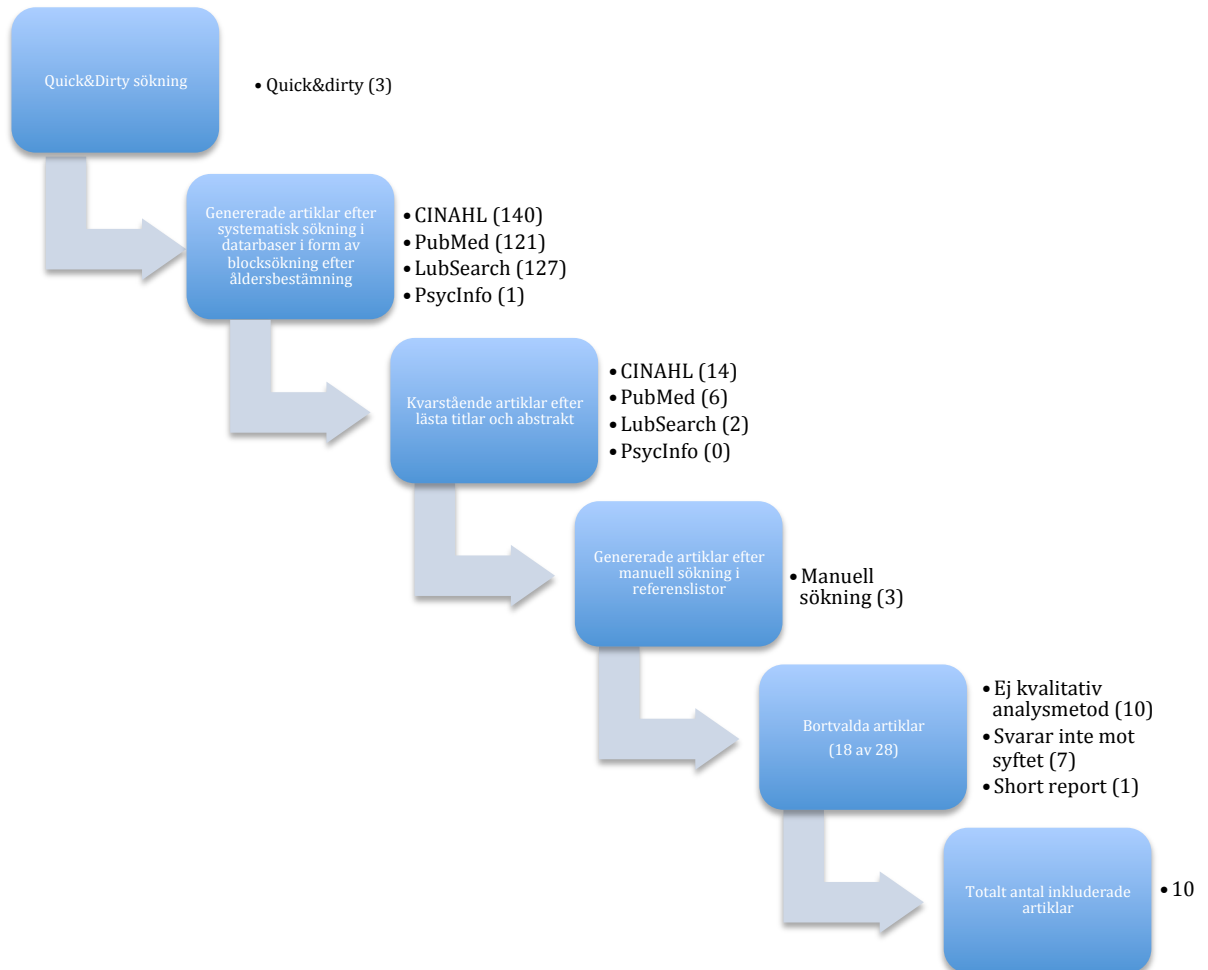 Quick&Dirty sökning
• Quick&dirty (3)
Genererade artiklar efter
systematisk sökning i
datarbaser i form av
blocksökning efter
åldersbestämning
• CINAHL (140)
• PubMed (121)
• LubSearch (127)
• PsycInfo (1)
Kvarstående artiklar efter
lästa titlar och abstrakt
• CINAHL (14)
• PubMed (6)
• LubSearch (2)
• PsycInfo (0)
Genererade artiklar efter
manuell sökning i
referenslistor
• Manuell
sökning (3)
Bortvalda artiklar
(18 av 28)
• Ej kvalitativ
analysmetod (10)
• Svarar inte mot
syftet (7)
• Short report (1)
Totalt antal inkluderade
artiklar
• 10